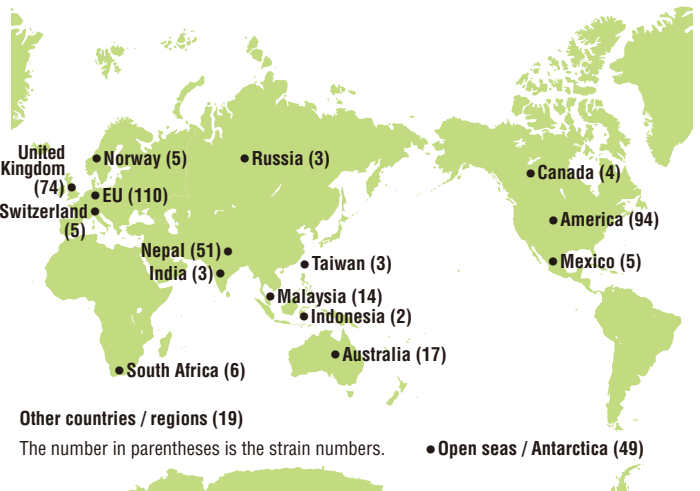 United
Kingdom
(74)
Norway (5)
EU (110)
Switzerland
(5)
Russia (3)
Nepal (51)
India (3)
Taiwan (3)
Malaysia (14)
Indonesia (2)
Australia (17)
South Africa (6)
Canada (4)
America (94)
Mexico (5)
Other countries / regions (19)
The number in parentheses is the strain numbers.
Open seas / Antarctica (49)